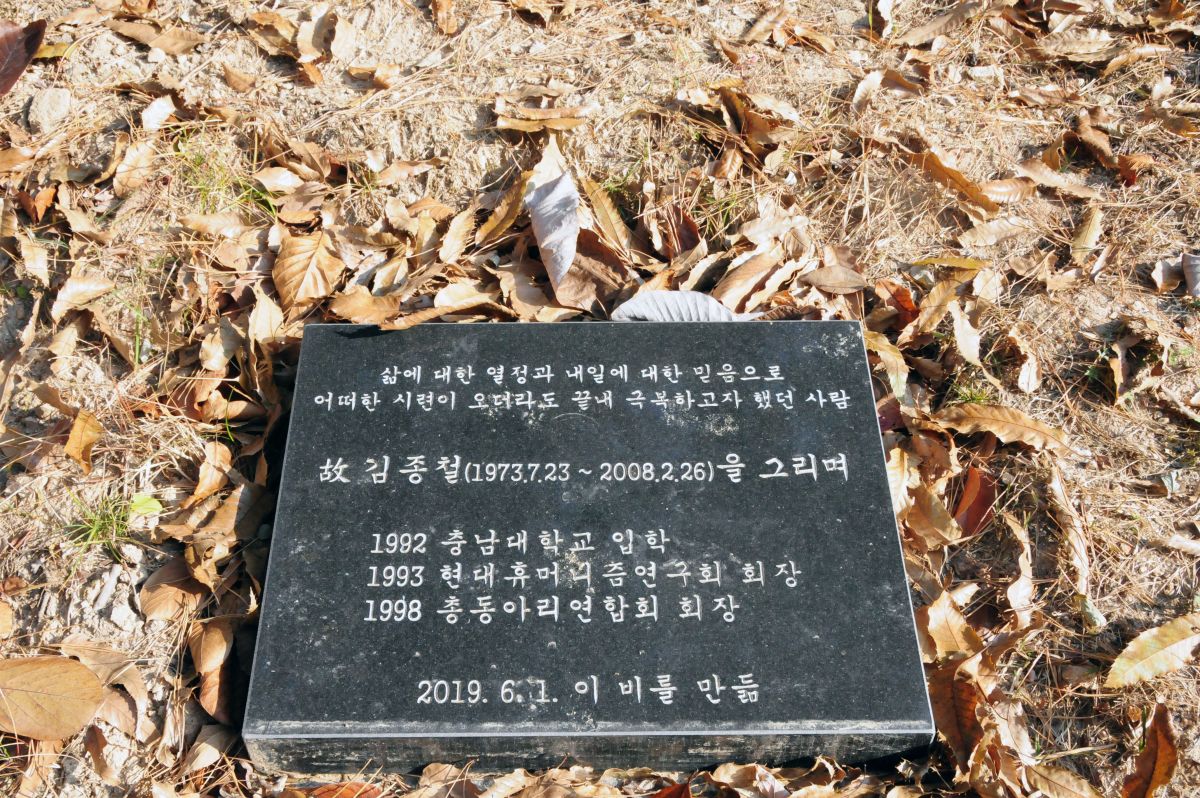 삶에 대한 열정과 내일에 대한 믿음으로
어떠한 시련이 오더라도 끝내 극복하고자 했던 사람
故 김종철(1973.7.23 ~ 2008.2.26)을 그리며
1992 충남대학교 입학
1993 현대휴머니즘연구회 회장
1998 총동아리연합회 회장
2019. 6. 1. 이 비를 만듦